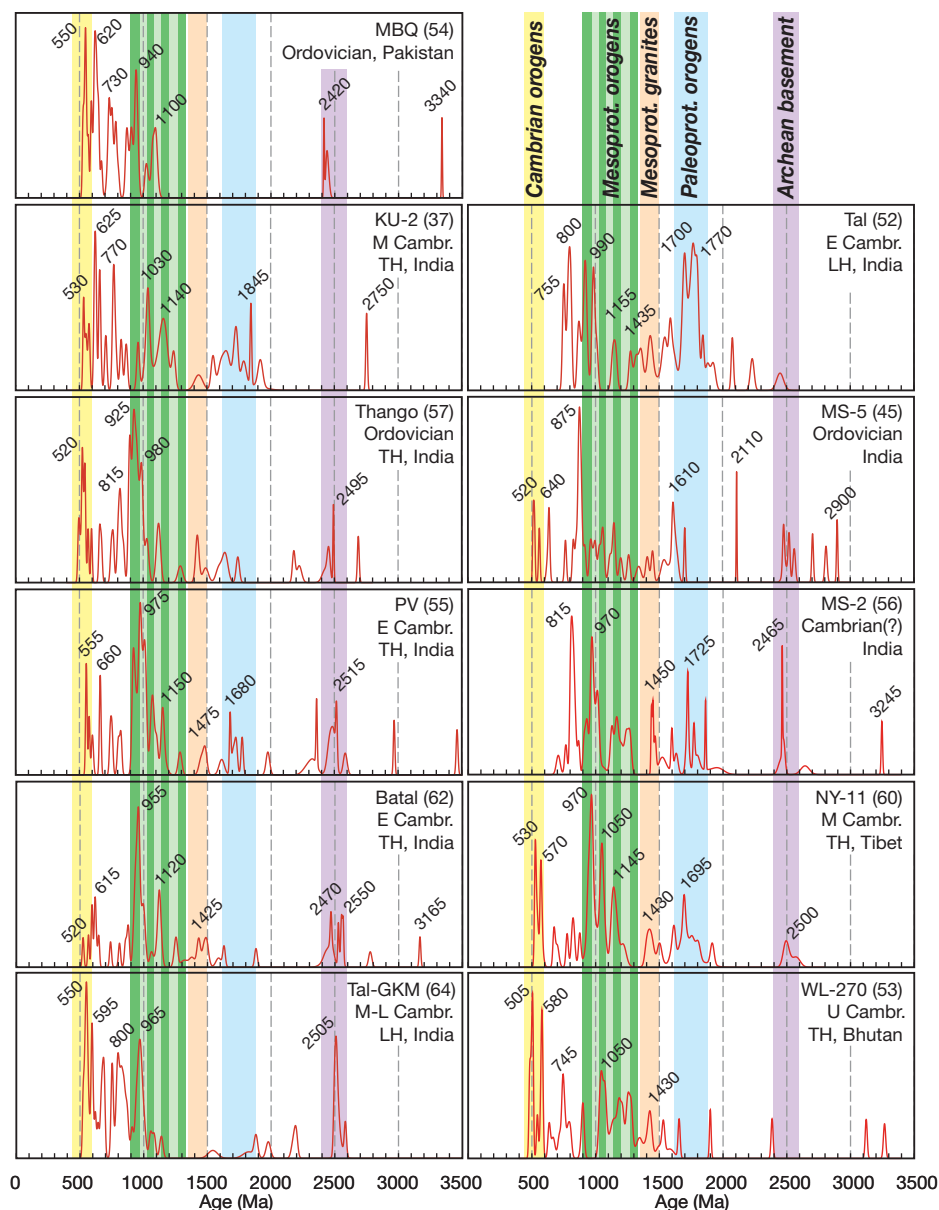 MBQ (54)
Ordovician, Pakistan
550
620
730
940
1100
2420
3340
Cambrian orogens
Mesoprot. orogens
Mesoprot. granites
Paleoprot. orogens
Archean basement
KU-2 (37)
M Cambr.
TH, India
530
625
770
1030
1140
1845
2750
Tal (52)
E Cambr.
LH, India
755
800
990
1155
1435
1700
1770
Thango (57)
Ordovician
TH, India
520
815
925
980
2495
MS-5 (45)
Ordovician
India
520
640
875
1610
2110
2900
PV (55)
E Cambr.
TH, India
555
660
975
1150
1475
1680
2515
MS-2 (56)
Cambrian(?)
India
815
970
1450
1725
2465
3245
Batal (62)
E Cambr.
TH, India
520
615
955
1120
1425
2470
2550
3165
NY-11 (60)
M Cambr.
TH, Tibet
530
570
970
1050
1145
1430
1695
2500
Tal-GKM (64)
M-L Cambr.
LH, India
550
595
800
965
2505
WL-270 (53)
U Cambr.
TH, Bhutan
505
580
745
1050
1430
0 500 1000 1500 2000 2500 3000
Age (Ma)
500 1000 1500 2000 2500 3000 3500
Age (Ma)